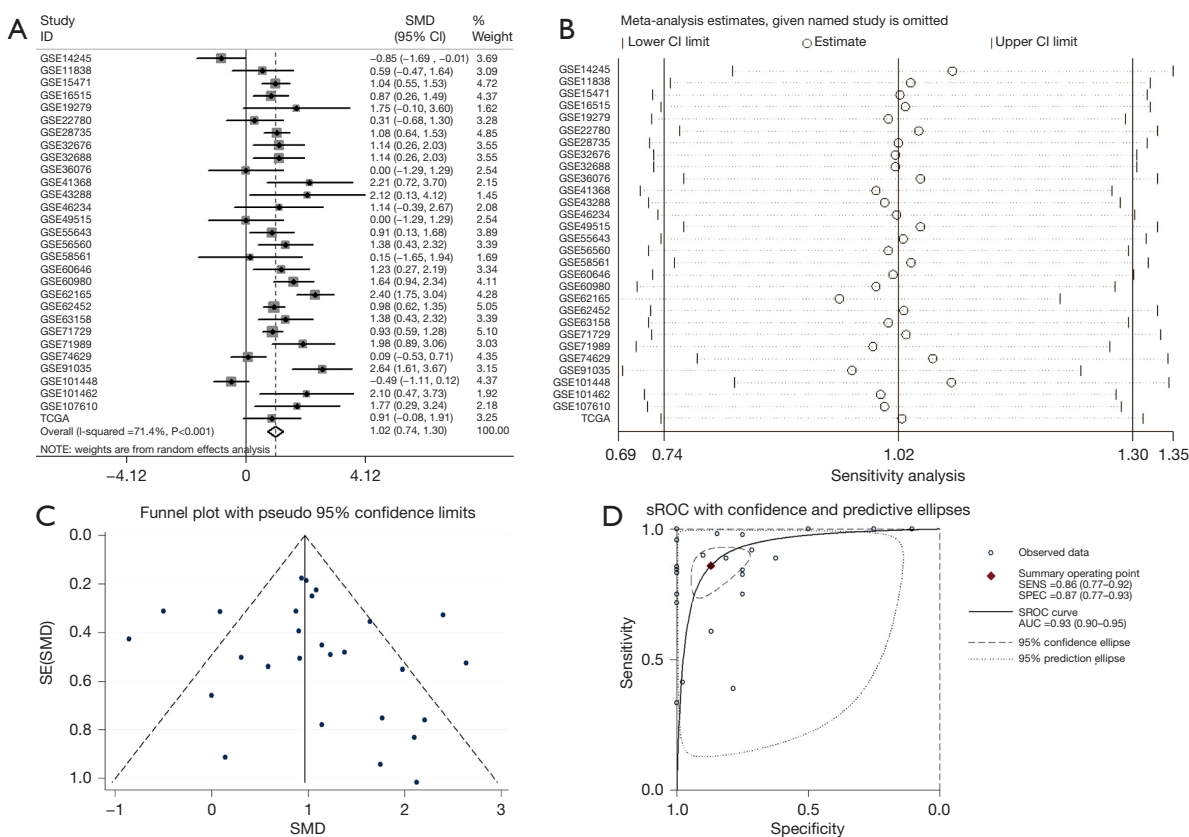 A
Study
ID
SMD
(95% CI)
%
Weight
GSE14245 −0.85 (−1.69 , −0.01) 3.69
GSE11838 0.59 (−0.47, 1.64) 3.09
GSE15471 1.04 (0.55, 1.53) 4.72
GSE16515 0.87 (0.26, 1.49) 4.37
GSE19279 1.75 (−0.10, 3.60) 1.62
GSE22780 0.31 (−0.68, 1.30) 3.28
GSE28735 1.08 (0.64, 1.53) 4.85
GSE32676 1.14 (0.26, 2.03) 3.55
GSE32688 1.14 (0.26, 2.03) 3.55
GSE36076 0.00 (−1.29, 1.29) 2.54
GSE41368 2.21 (0.72, 3.70) 2.15
GSE43288 2.12 (0.13, 4.12) 1.45
GSE46234 1.14 (−0.39, 2.67) 2.08
GSE49515 0.00 (−1.29, 1.29) 2.54
GSE55643 0.91 (0.13, 1.68) 3.89
GSE56560 1.38 (0.43, 2.32) 3.39
GSE58561 0.15 (−1.65, 1.94) 1.69
GSE60646 1.23 (0.27, 2.19) 3.34
GSE60980 1.64 (0.94, 2.34) 4.11
GSE62165 2.40 (1.75, 3.04) 4.28
GSE62452 0.98 (0.62, 1.35) 5.05
GSE63158 1.38 (0.43, 2.32) 3.39
GSE71729 0.93 (0.59, 1.28) 5.10
GSE71989 1.98 (0.89, 3.06) 3.03
GSE74629 0.09 (−0.53, 0.71) 4.35
GSE91035 2.64 (1.61, 3.67) 3.15
GSE101448 −0.49 (−1.11, 0.12) 4.37
GSE101462 2.10 (0.47, 3.73) 1.92
GSE107610 1.77 (0.29, 3.24) 2.18
TCGA 0.91 (−0.08, 1.91) 3.25
Overall (I-squared =71.4%, P<0.001) 1.02 (0.74, 1.30) 100.00
NOTE: weights are from random effects analysis
−4.12 0 4.12
B
Meta-analysis estimates, given named study is omitted
Lower CI limit Estimate Upper CI limit
GSE14245
GSE11838
GSE15471
GSE16515
GSE19279
GSE22780
GSE28735
GSE32676
GSE32688
GSE36076
GSE41368
GSE43288
GSE46234
GSE49515
GSE55643
GSE56560
GSE58561
GSE60646
GSE60980
GSE62165
GSE62452
GSE63158
GSE71729
GSE71989
GSE74629
GSE91035
GSE101448
GSE101462
GSE107610
TCGA
0.69 0.74 1.02 1.30 1.35
Sensitivity analysis
C
Funnel plot with pseudo 95% confidence limits
SE(SMD)
0.0
0.2
0.4
0.6
0.8
1.0
−1 0 1 2 3
SMD
D
sROC with confidence and predictive ellipses
Sensitivity
1.0
0.5
0.0
1.0 0.5 0.0
Specificity
Observed data
Summary operating point
SENS =0.86 (0.77–0.92)
SPEC =0.87 (0.77–0.93)
SROC curve
AUC =0.93 (0.90–0.95)
95% confidence ellipse
95% prediction ellipse